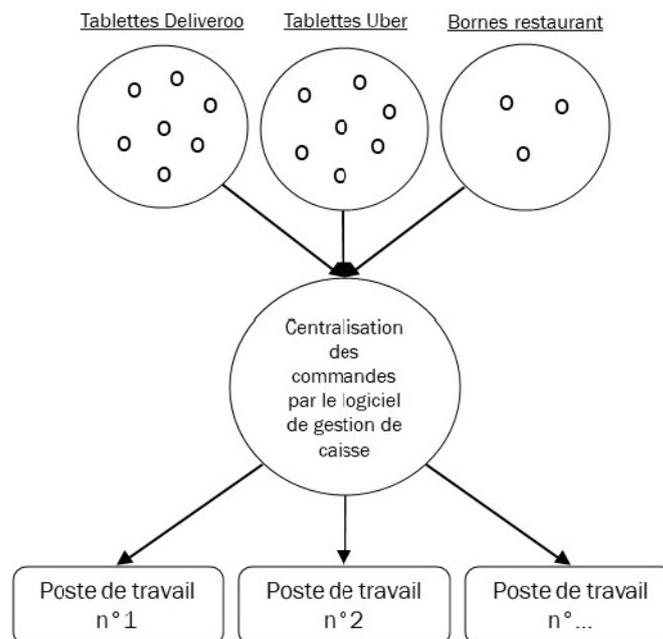 Tablettes Deliveroo
Tablettes Uber
Bornes restaurant
Centralisation
des
commandes
par le logiciel
de gestion de
caisse
Poste de travail
n°1
Poste de travail
n°2
Poste de travail
n°...